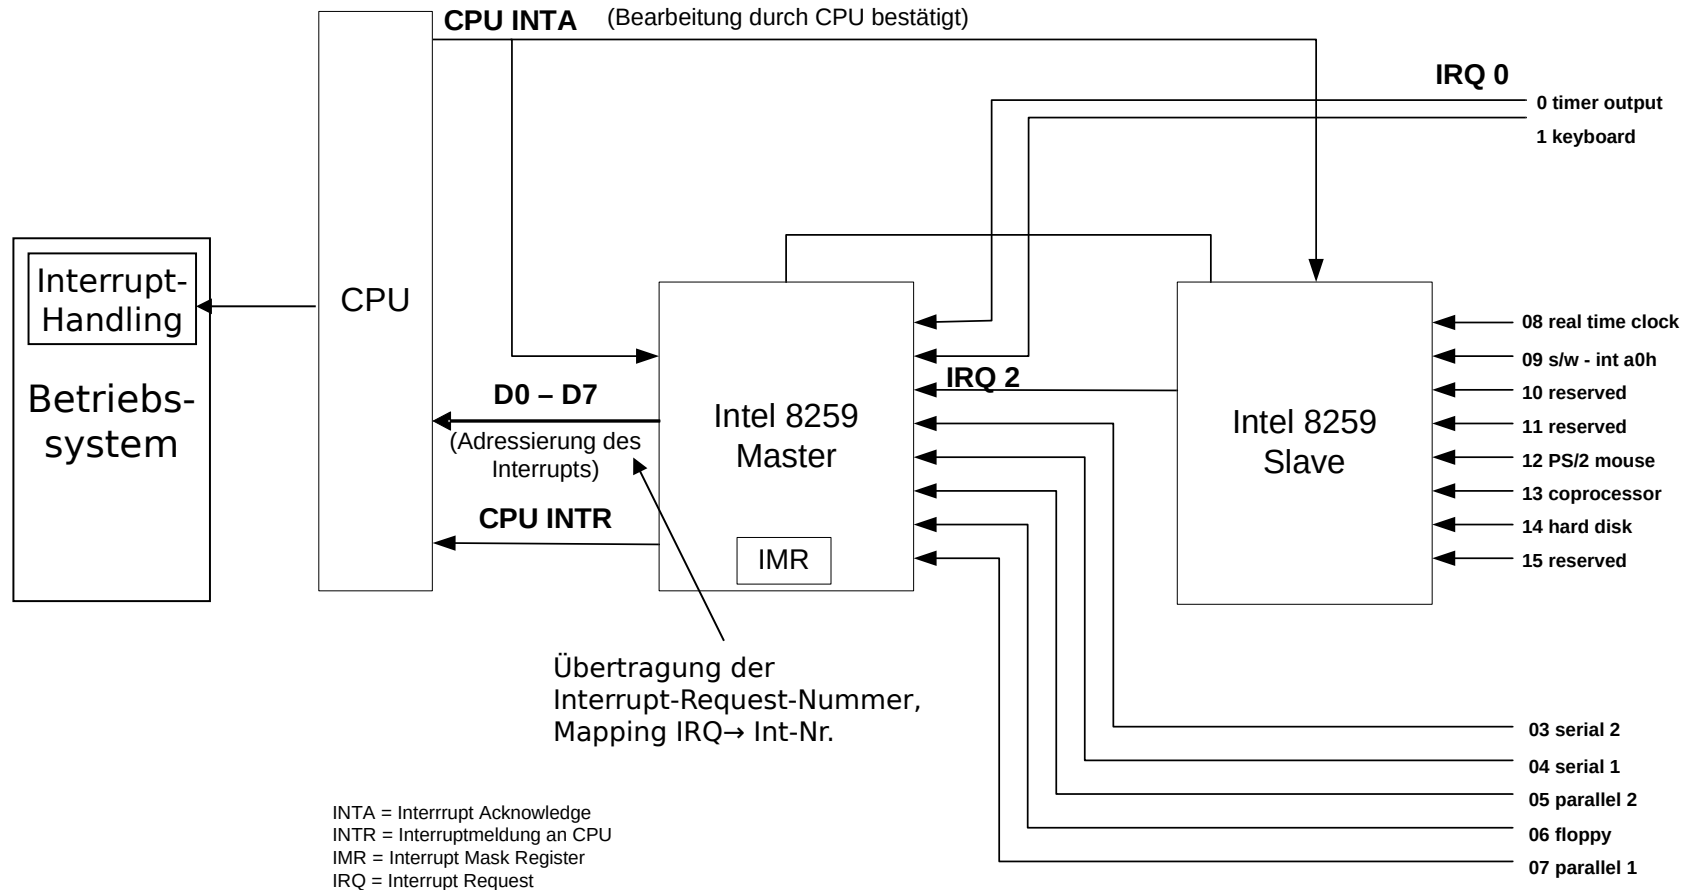 CPU INTA (Bearbeitung durch CPU bestätigt)
IRQ 0
0 timer output
1 keyboard
Interrupt-
Handling
Betriebs-
system
CPU
D0 – D7
(Adressierung des
Interrupts)
CPU INTR
Intel 8259
Master
IMR
IRQ 2
Intel 8259
Slave
08 real time clock
09 s/w - int a0h
10 reserved
11 reserved
12 PS/2 mouse
13 coprocessor
14 hard disk
15 reserved
Übertragung der
Interrupt-Request-Nummer,
Mapping IRQ→ Int-Nr.
03 serial 2
04 serial 1
05 parallel 2
06 floppy
07 parallel 1
INTA = Interrrupt Acknowledge
INTR = Interruptmeldung an CPU
IMR = Interrupt Mask Register
IRQ = Interrupt Request